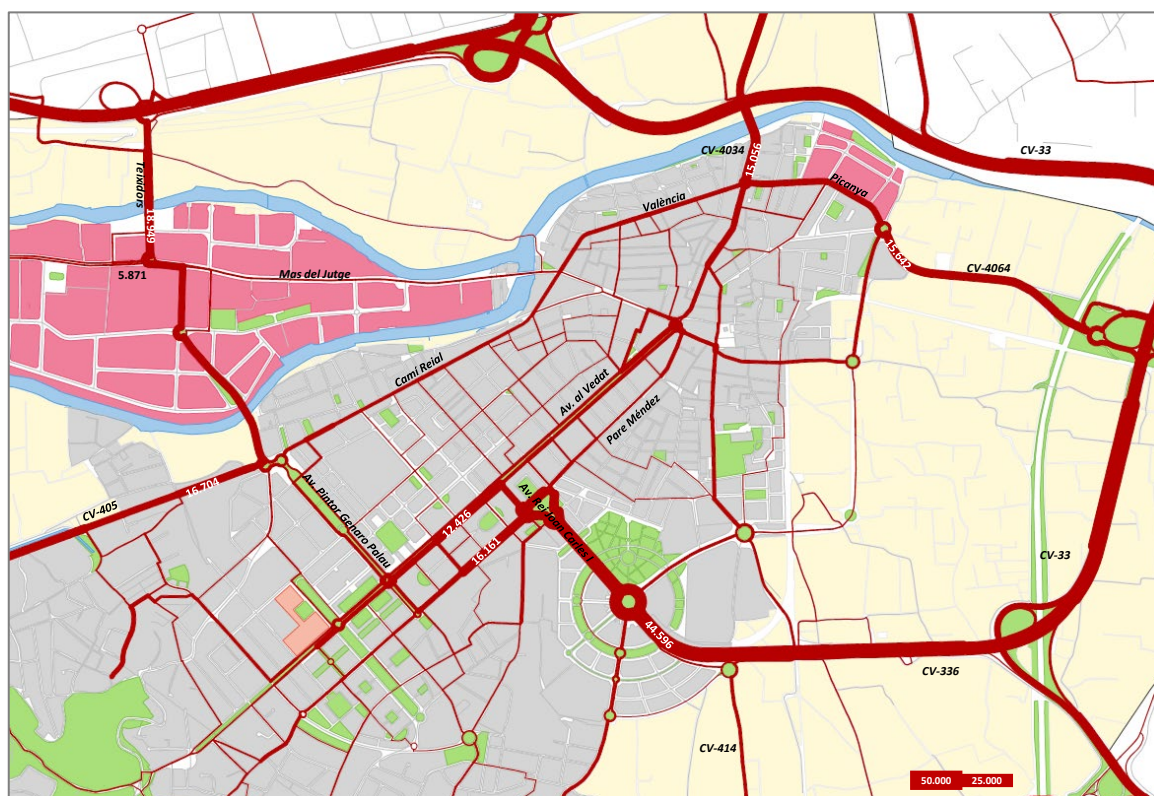 CV-4034
15.056
CV-33
Teixidors
18.949
València
Picanya
15.642
5.871
Mas del Jutge
CV-4064
Camí Reial
Av. al Vedat
Pare Méndez
CV-405
16.704
Av. Pintor Genaro Palau
12.426
16.161
Av. Rei Joan Carles I
CV-33
44.596
CV-336
CV-414
50.000 25.000